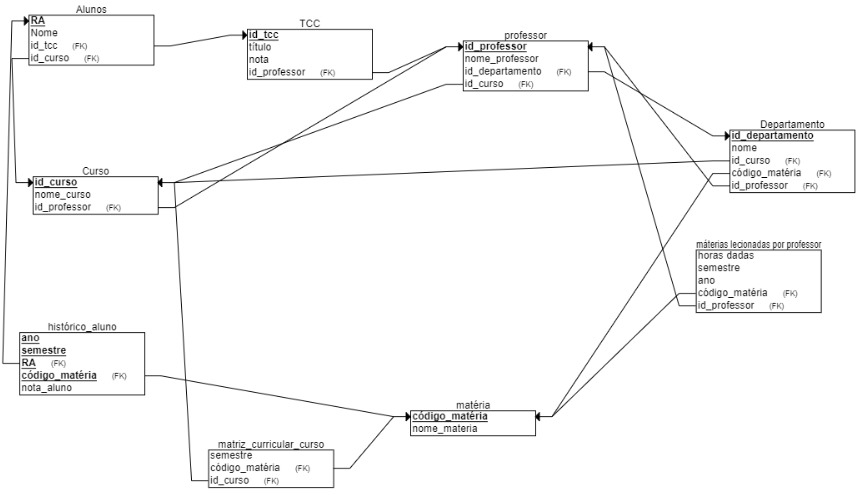 Alunos
RA
Nome
id_tcc (FK)
id_curso (FK)
TCC
id_tcc
título
nota
id_professor (FK)
professor
id_professor
nome_professor
id_departamento (FK)
id_curso (FK)
Departamento
id_departamento
nome
id_curso (FK)
código_matéria (FK)
id_professor (FK)
Curso
id_curso
nome_curso
id_professor (FK)
máterias lecionadas por professor
horas dadas
semestre
ano
código_matéria (FK)
id_professor (FK)
histórico_aluno
ano
semestre
RA (FK)
código_matéria (FK)
nota_aluno
matéria
código_matéria
nome_materia
matriz_curricular_curso
semestre
código_matéria (FK)
id_curso (FK)